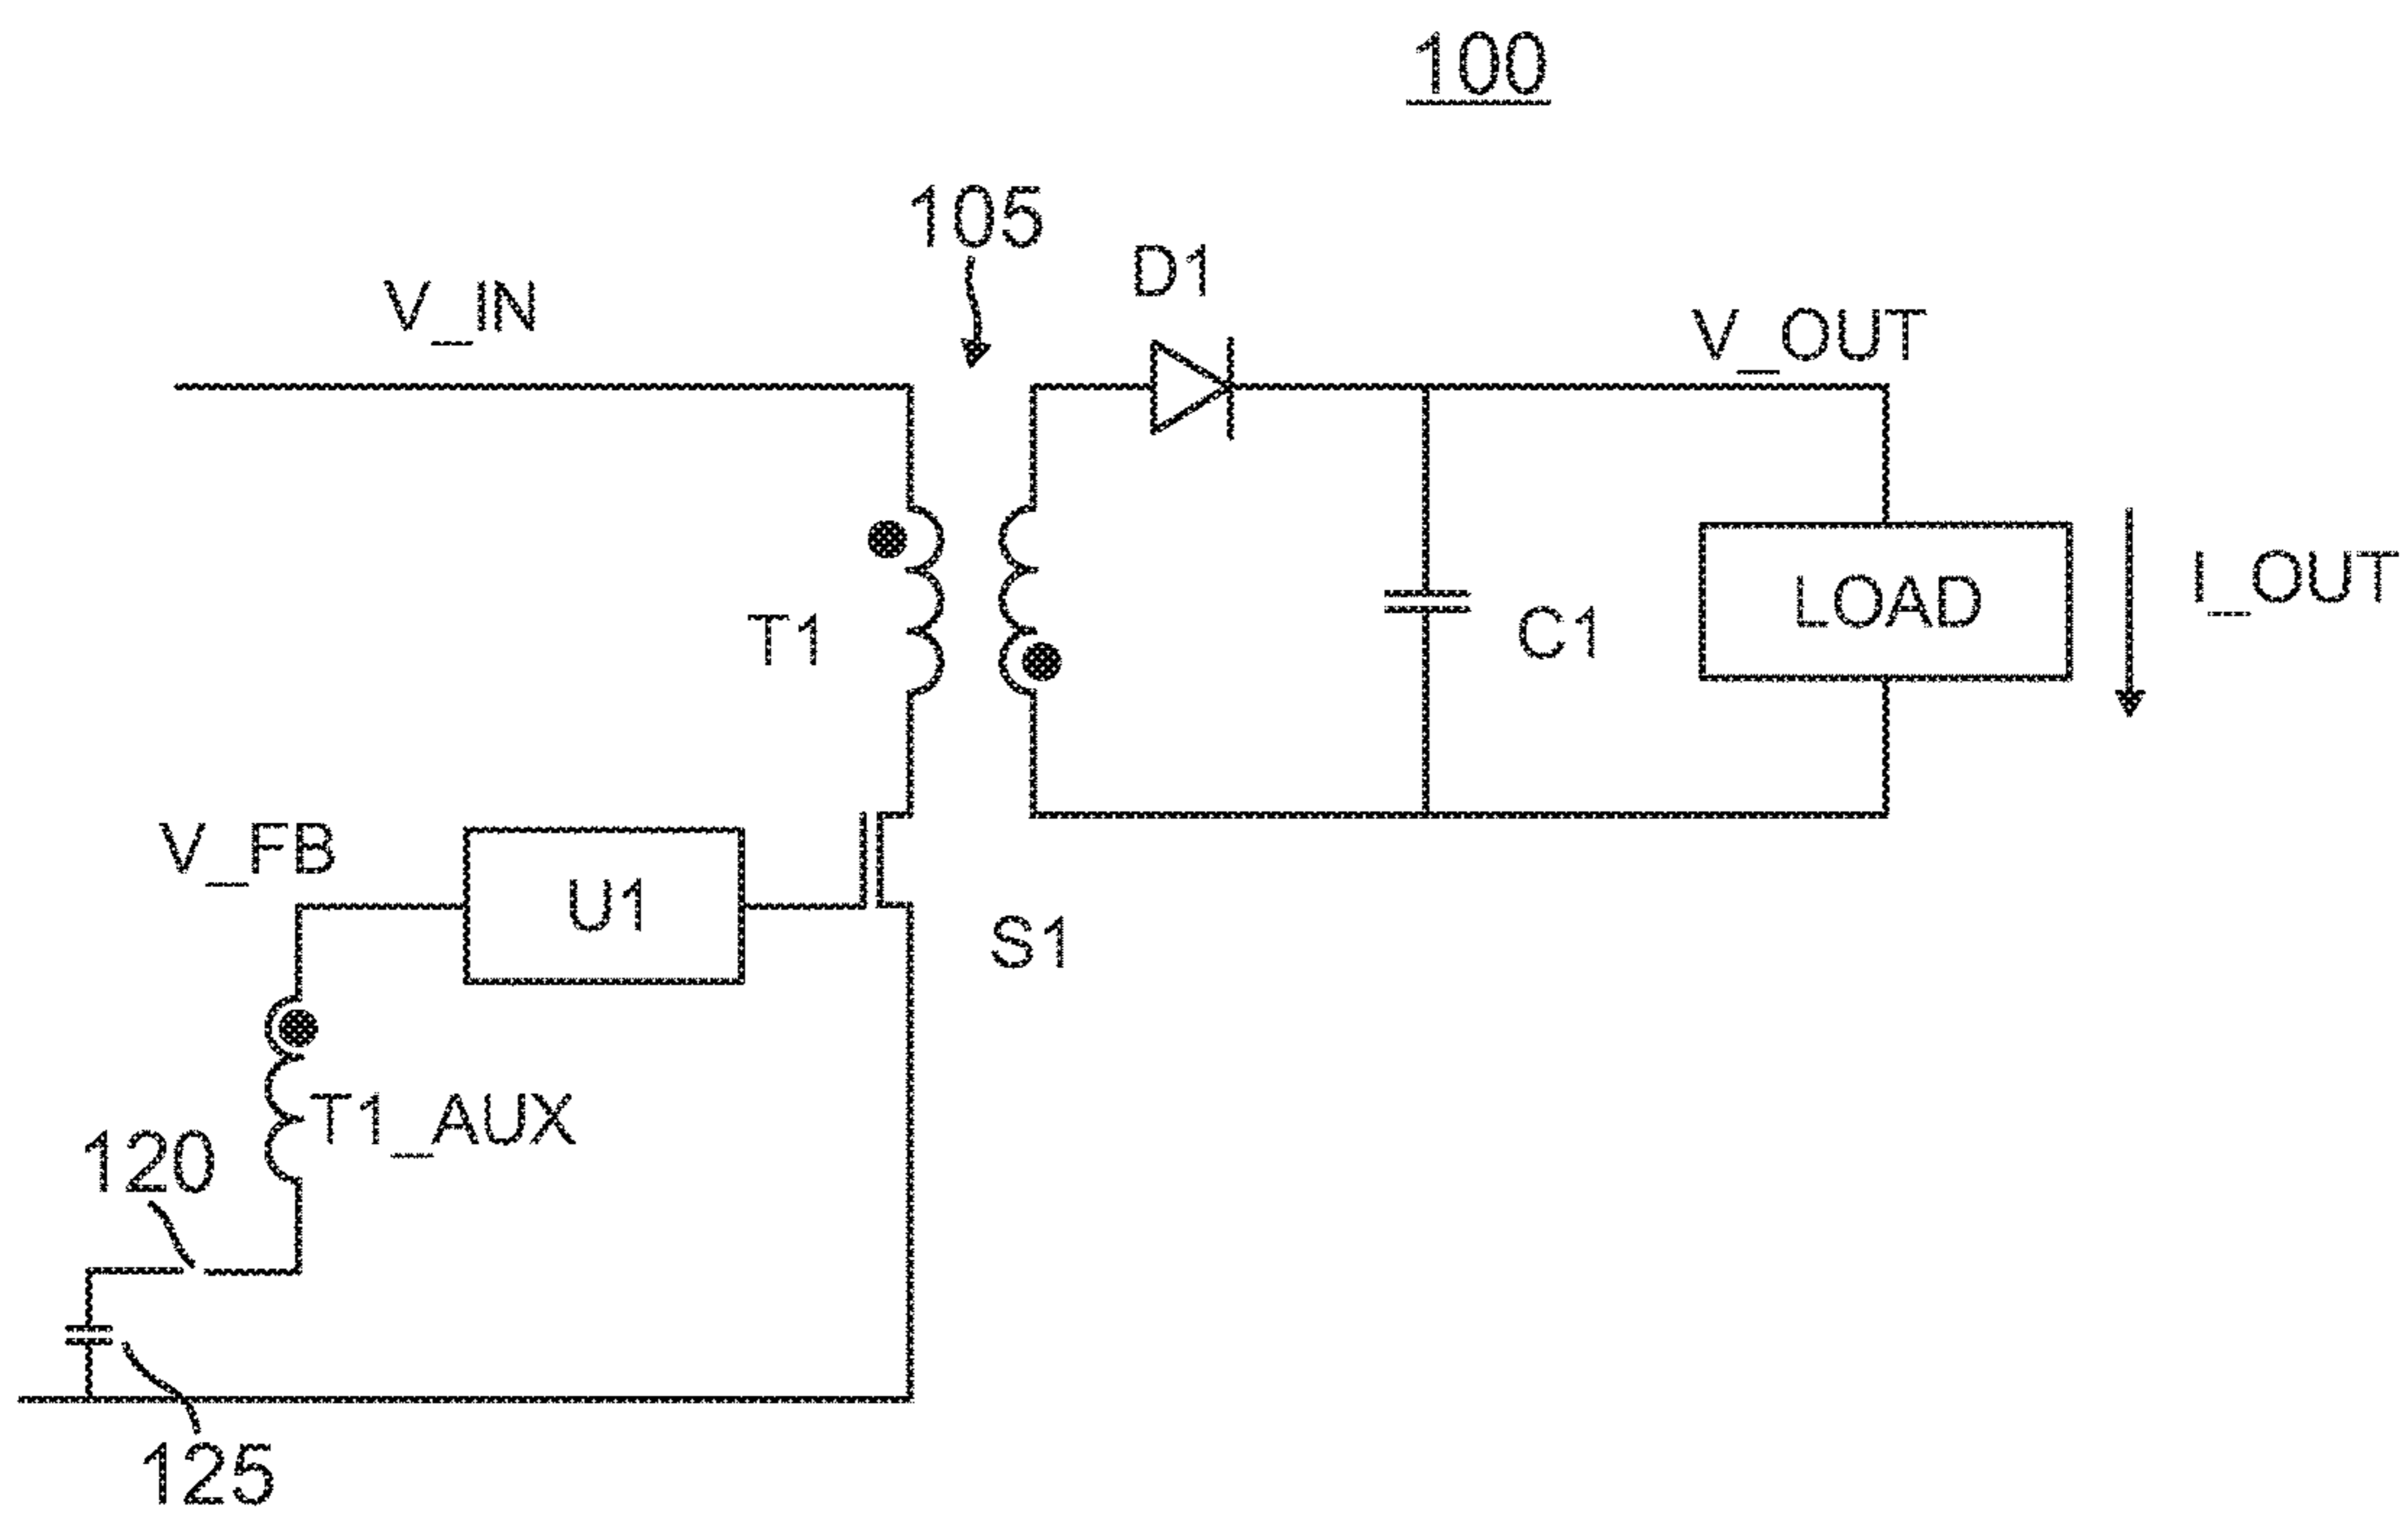 100
105
D1
V_IN
V_OUT
LOAD
I_OUT
T1
C1
V_FB
U1
S1
T1_AUX
120
125